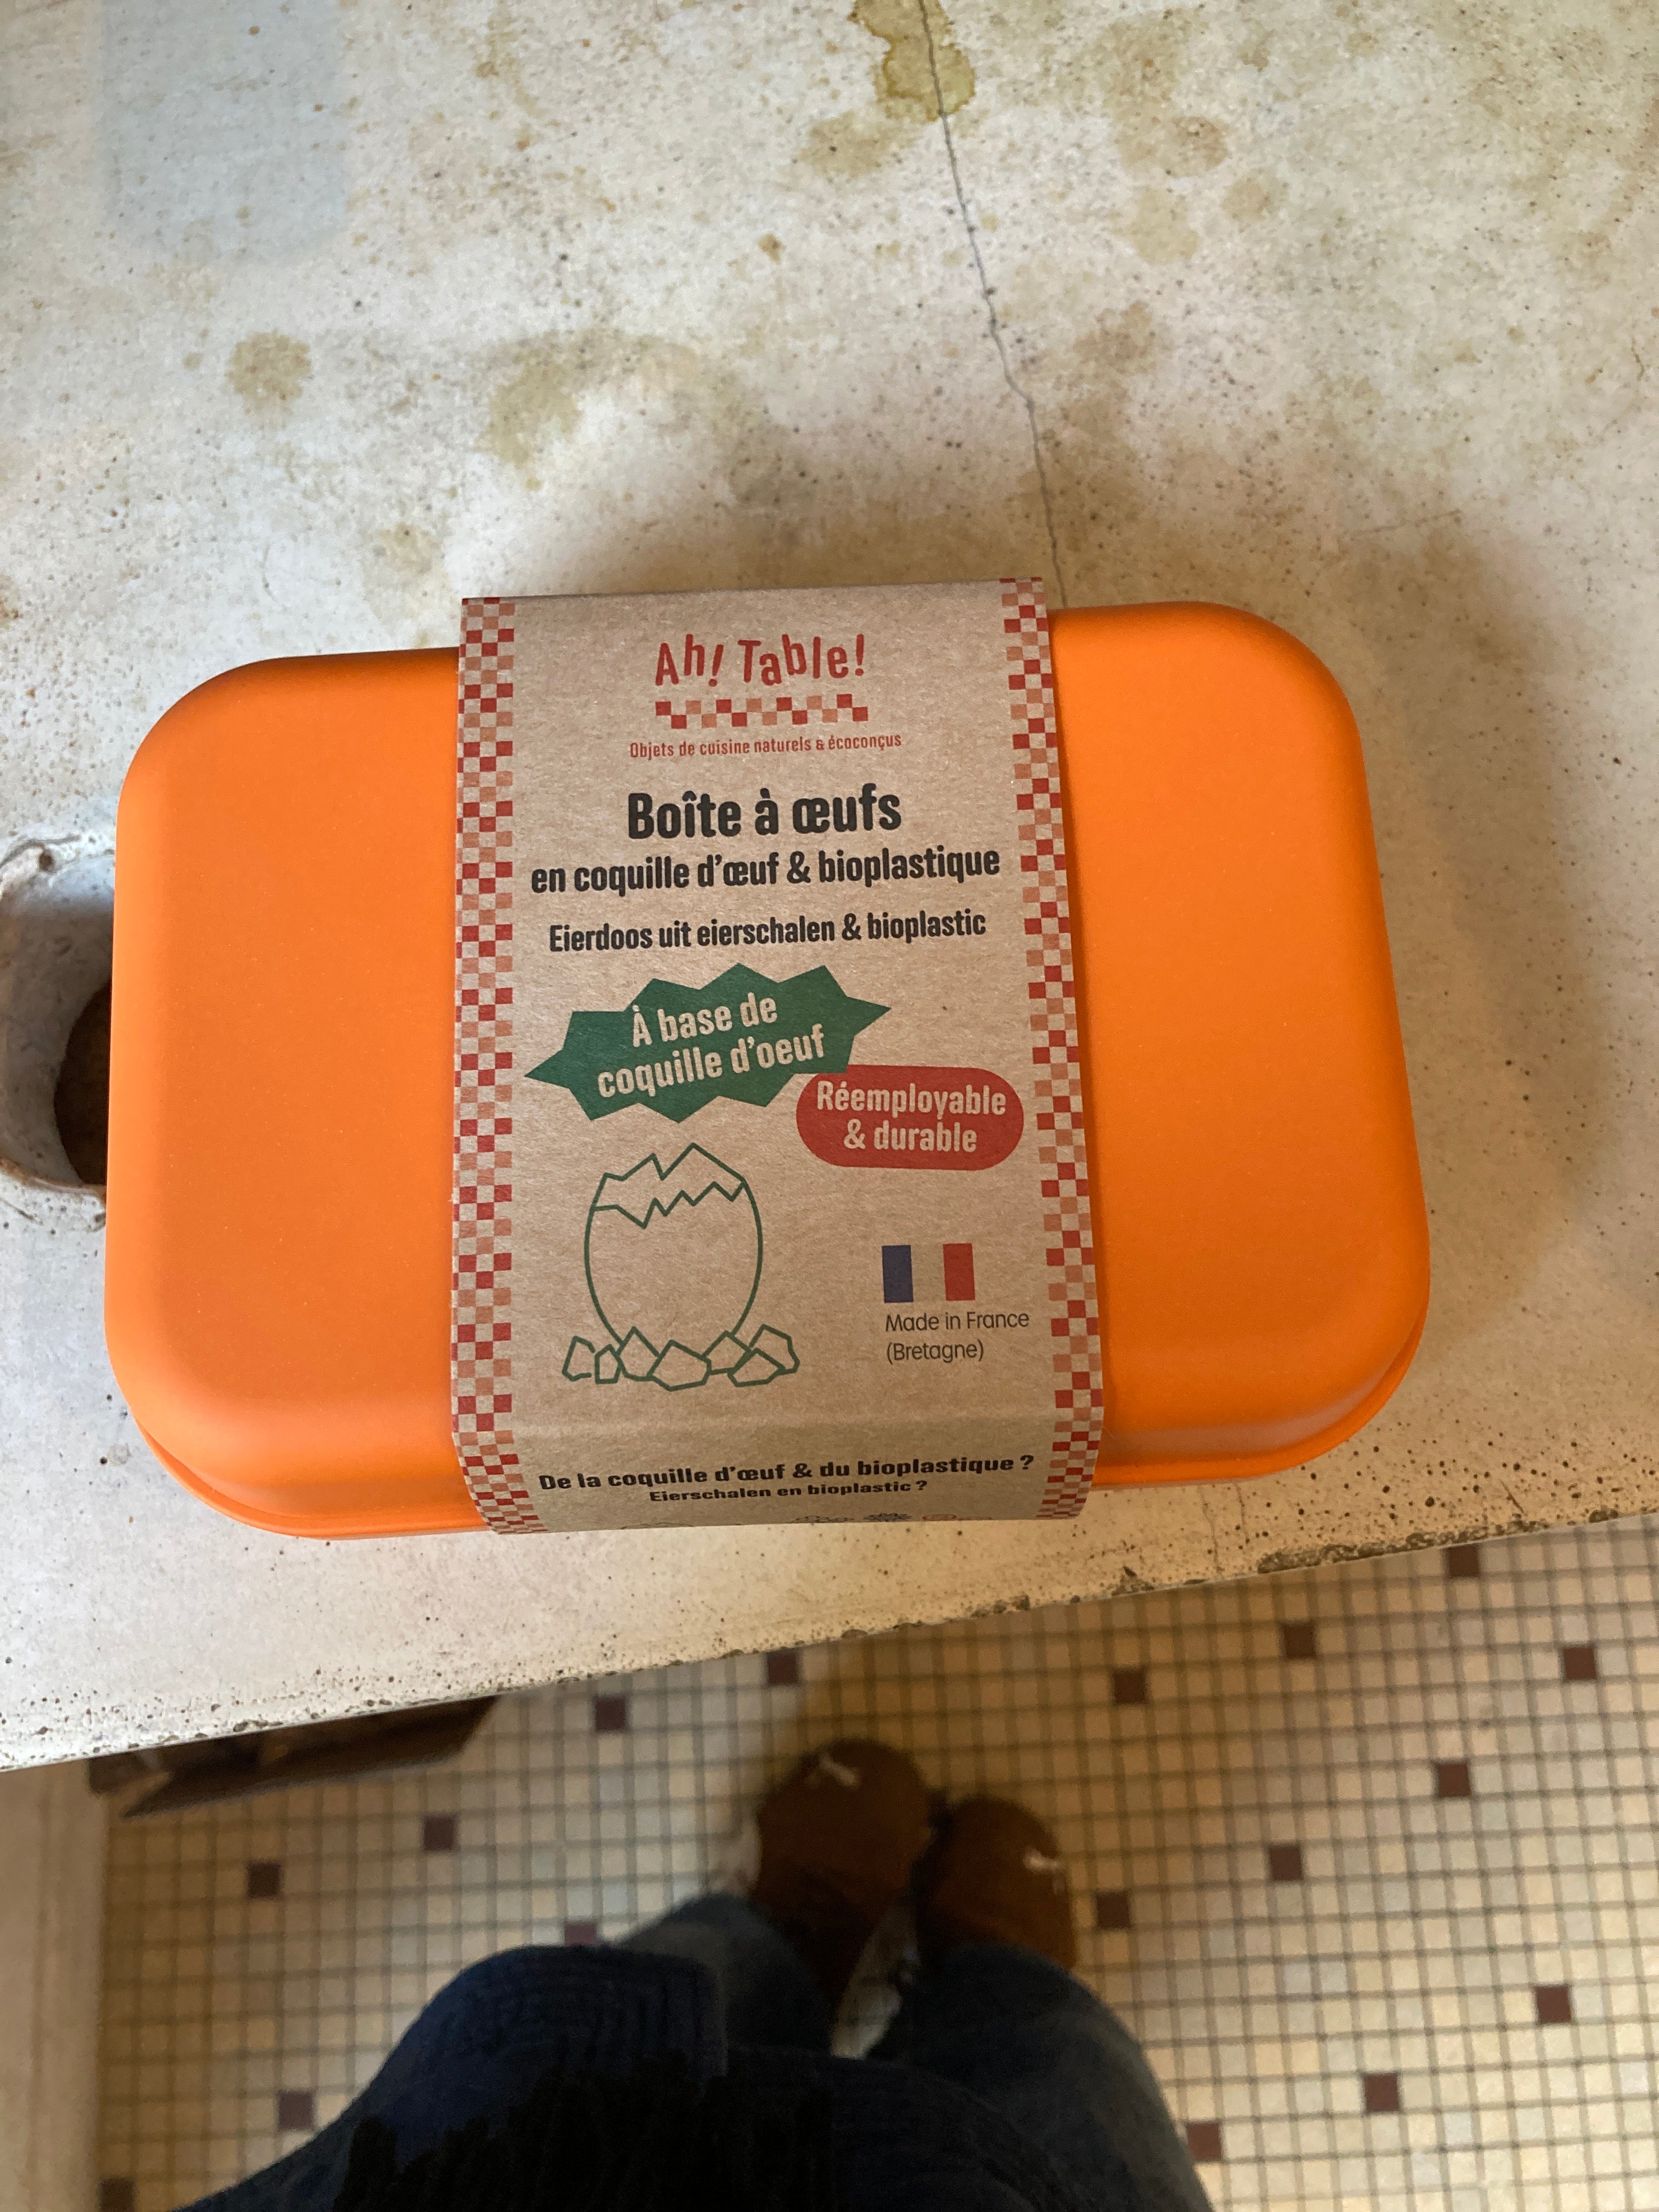 Ah! Table!
Objets de cuisine naturels & écoconçus
Boîte à œufs
en coquille d'œuf & bioplastique
Eierdoos uit eierschalen & bioplastic
À base de
coquille d'oeuf
Réemployable
& durable
Made in France
(Bretagne)
De la coquille d'œuf & du bioplastique ?
Eierschalen en bioplastic ?